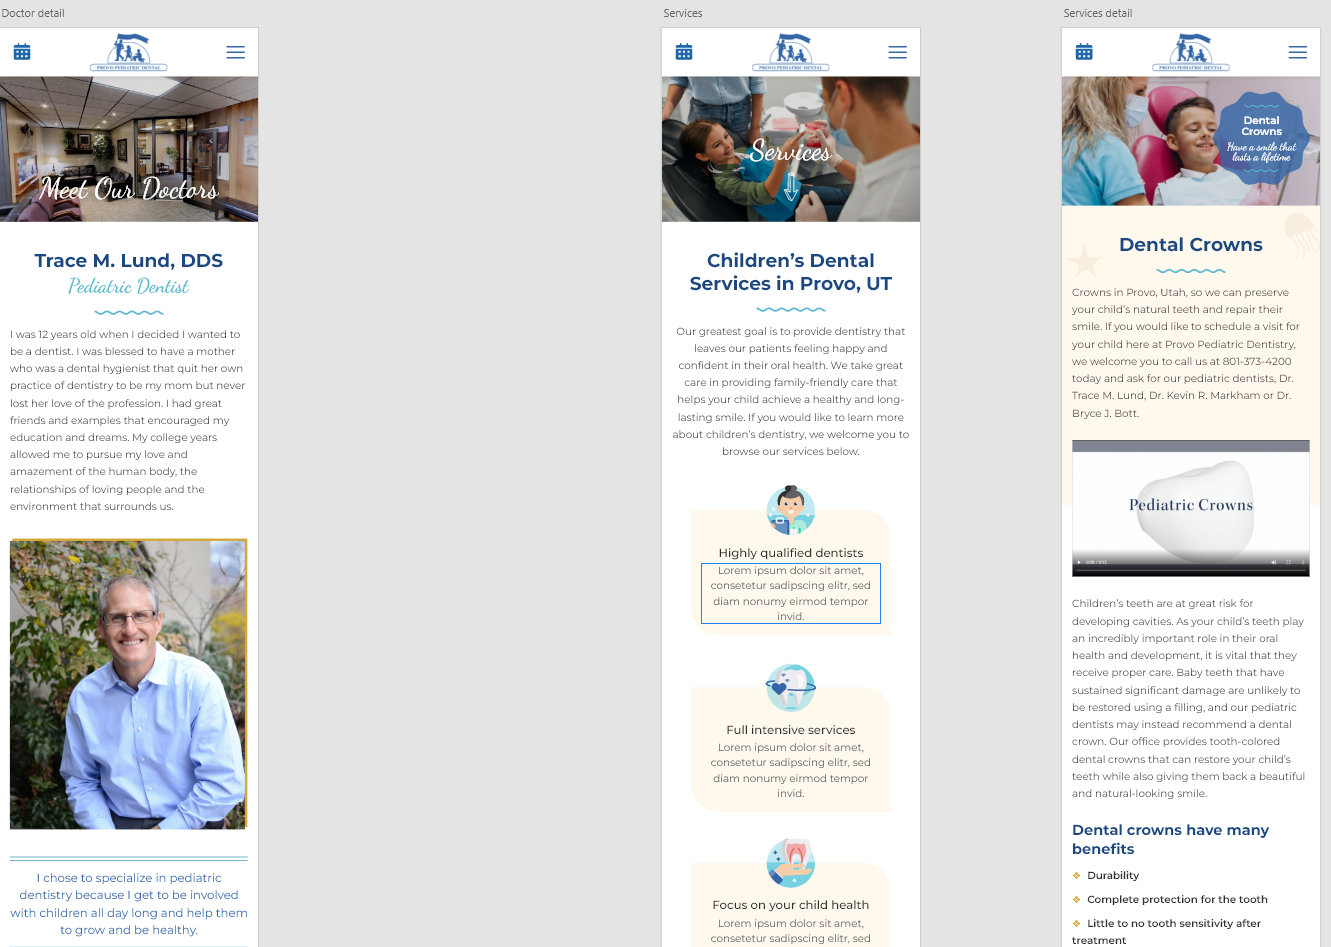 Doctor detail
PROVO PEDIATRIC DENTAL
Meet Our Doctors
Trace M. Lund, DDS
Pediatric Dentist
I was 12 years old when I decided I wanted to
be a dentist. I was blessed to have a mother
who was a dental hygienist that quit her own
practice of dentistry to be my mom but never
lost her love of the profession. I had great
friends and examples that encouraged my
education and dreams. My college years
allowed me to pursue my love and
amazement of the human body, the
relationships of loving people and the
environment that surrounds us.
I chose to specialize in pediatric
dentistry because I get to be involved
with children all day long and help them
to grow and be healthy.
Services
PROVO PEDIATRIC DENTAL
Services
Children’s Dental
Services in Provo, UT
Our greatest goal is to provide dentistry that
leaves our patients feeling happy and
confident in their oral health. We take great
care in providing family-friendly care that
helps your child achieve a healthy and long-
lasting smile. If you would like to learn more
about children’s dentistry, we welcome you to
browse our services below.
Highly qualified dentists
Lorem ipsum dolor sit amet,
consetetur sadipscing elitr, sed
diam nonumy eirmod tempor
invid.
Full intensive services
Lorem ipsum dolor sit amet,
consetetur sadipscing elitr, sed
diam nonumy eirmod tempor
invid.
Focus on your child health
Lorem ipsum dolor sit amet,
consetetur sadipscing elitr, sed
Services detail
PROVO PEDIATRIC DENTAL
Dental
Crowns
Have a smile that
lasts a lifetime
Dental Crowns
Crowns in Provo, Utah, so we can preserve
your child’s natural teeth and repair their
smile. If you would like to schedule a visit for
your child here at Provo Pediatric Dentistry,
we welcome you to call us at 801-373-4200
today and ask for our pediatric dentists, Dr.
Trace M. Lund, Dr. Kevin R. Markham or Dr.
Bryce J. Bott.
Pediatric Crowns
Children’s teeth are at great risk for
developing cavities. As your child’s teeth play
an incredibly important role in their oral
health and development, it is vital that they
receive proper care. Baby teeth that have
sustained significant damage are unlikely to
be restored using a filling, and our pediatric
dentists may instead recommend a dental
crown. Our office provides tooth-colored
dental crowns that can restore your child’s
teeth while also giving them back a beautiful
and natural-looking smile.
Dental crowns have many
benefits
Durability
Complete protection for the tooth
Little to no tooth sensitivity after
treatment